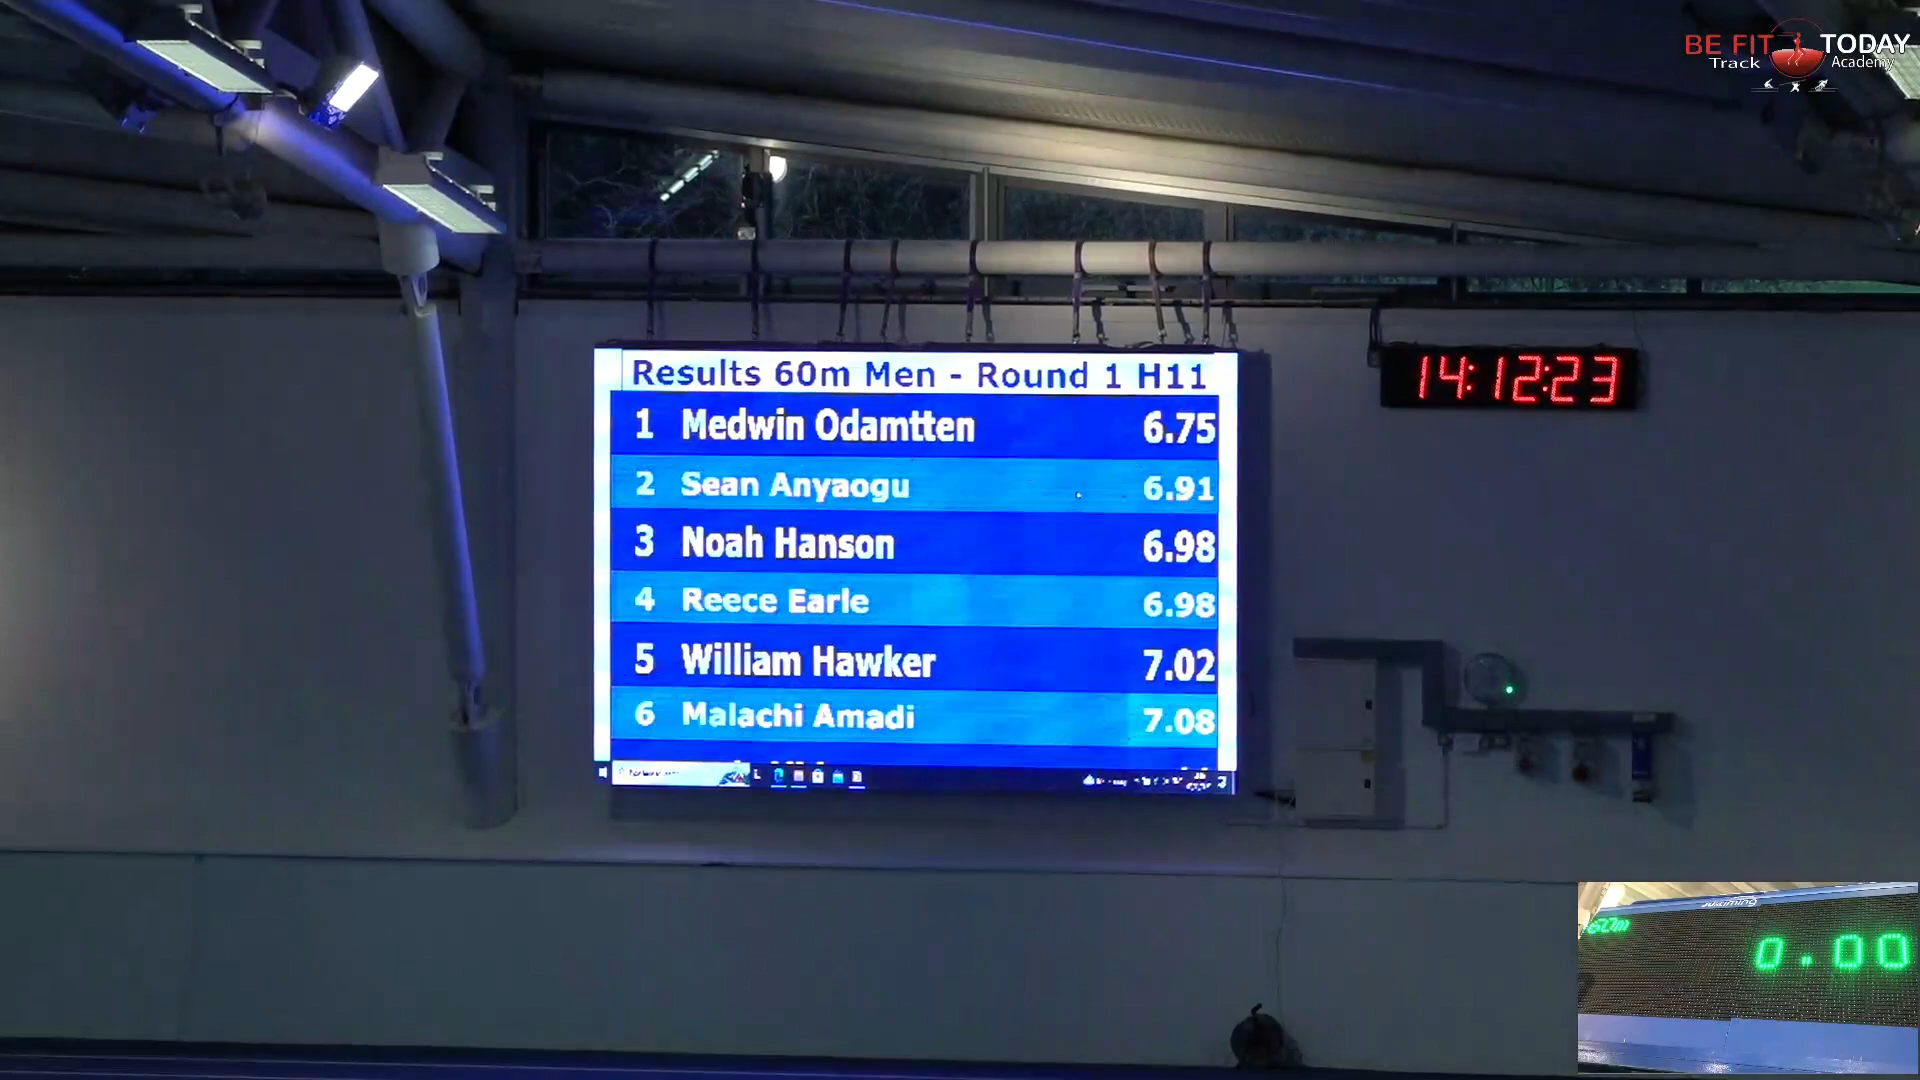 BE FIT TODAY
Track Academy
Results 60m Men - Round 1 H11
1 Medwin Odamtten 6.75
2 Sean Anyaogu 6.91
3 Noah Hanson 6.98
4 Reece Earle 6.98
5 William Hawker 7.02
6 Malachi Amadi 7.08
14:12:23
0.00